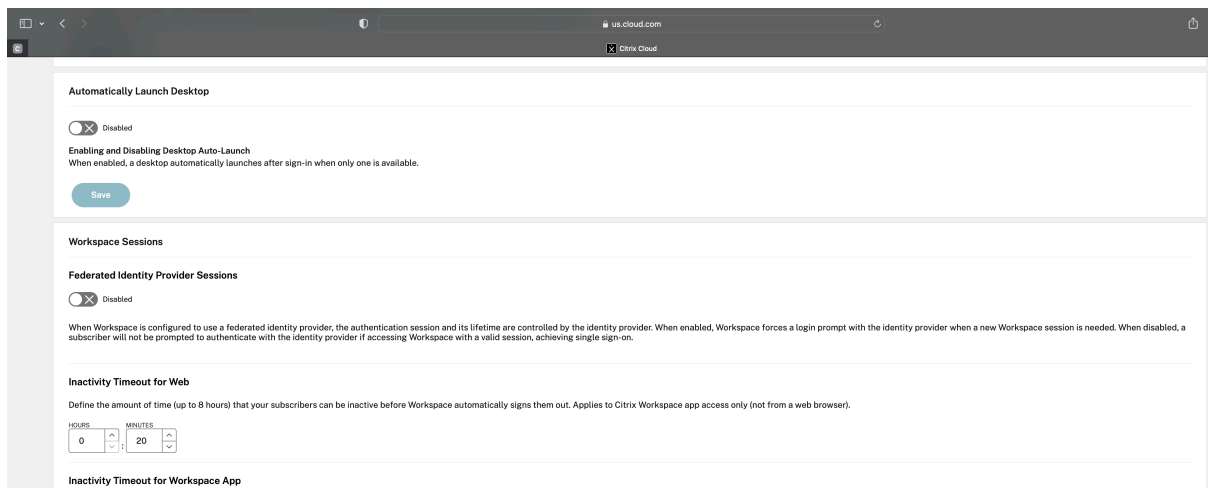 us.cloud.com
C
Citrix Cloud
Automatically Launch Desktop
Disabled
Enabling and Disabling Desktop Auto-Launch
When enabled, a desktop automatically launches after sign-in when only one is available.
Save
Workspace Sessions
Federated Identity Provider Sessions
Disabled
When Workspace is configured to use a federated identity provider, the authentication session and its lifetime are controlled by the identity provider. When enabled, Workspace forces a login prompt with the identity provider when a new Workspace session is needed. When disabled, a
subscriber will not be prompted to authenticate with the identity provider if accessing Workspace with a valid session, achieving single sign-on.
Inactivity Timeout for Web
Define the amount of time (up to 8 hours) that your subscribers can be inactive before Workspace automatically signs them out. Applies to Citrix Workspace app access only (not from a web browser).
HOURS MINUTES
0 : 20
Inactivity Timeout for Workspace App